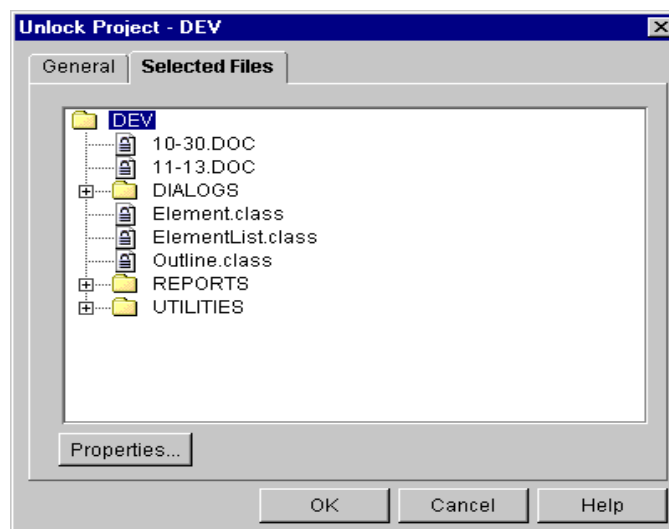 Unlock Project - DEV
General Selected Files
DEV
10-30.DOC
11-13.DOC
DIALOGS
Element.class
ElementList.class
Outline.class
REPORTS
UTILITIES
Properties...
OK Cancel Help